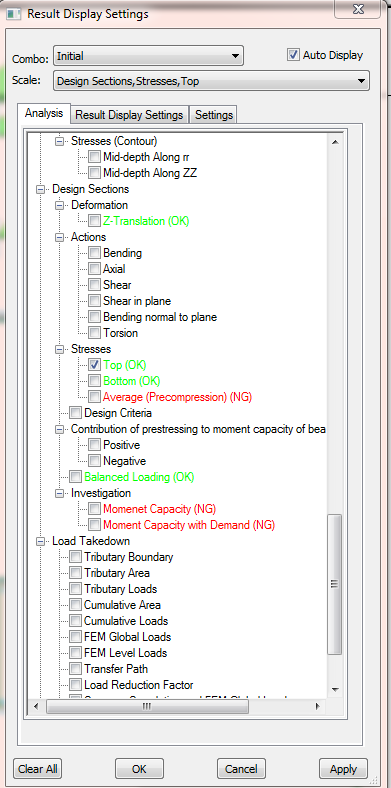 Result Display Settings
Combo: Initial Auto Display
Scale: Design Sections,Stresses,Top
Analysis Result Display Settings Settings
Stresses (Contour)
Mid-depth Along rr
Mid-depth Along ZZ
Design Sections
Deformation
Z-Translation (OK)
Actions
Bending
Axial
Shear
Shear in plane
Bending normal to plane
Torsion
Stresses
Top (OK)
Bottom (OK)
Average (Precompression) (NG)
Design Criteria
Contribution of prestressing to moment capacity of bea
Positive
Negative
Balanced Loading (OK)
Investigation
Momenet Capacity (NG)
Moment Capacity with Demand (NG)
Load Takedown
Tributary Boundary
Tributary Area
Tributary Loads
Cumulative Area
Cumulative Loads
FEM Global Loads
FEM Level Loads
Transfer Path
Load Reduction Factor
Clear All OK Cancel Apply